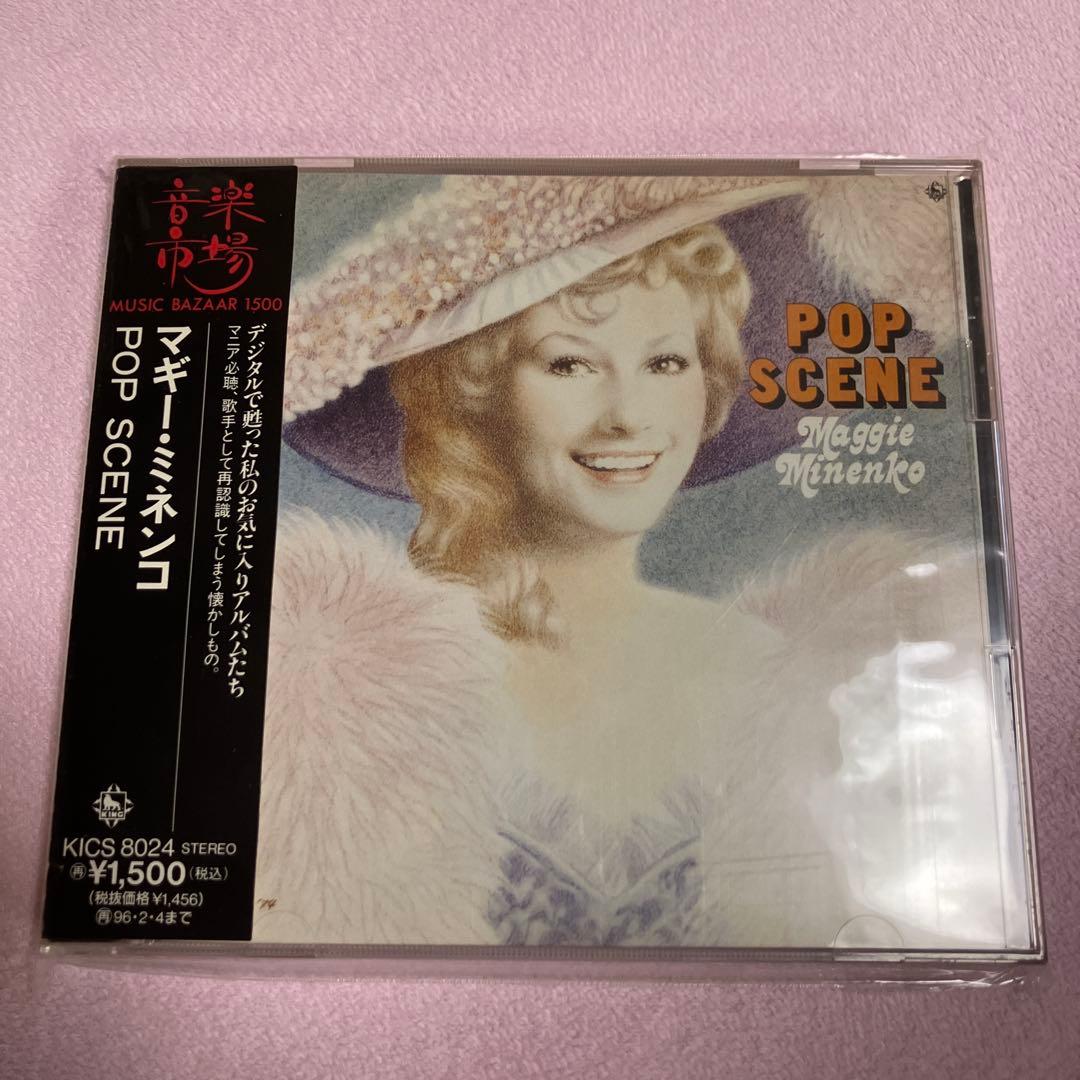 音楽市場
MUSIC BAZAAR 1500
デジタルで甦った私のお気に入りアルバムたち
マニア必聴、歌手として再認識してしまう懐かしもの。
マギー・ミネンコ
POP SCENE
KING
KICS 8024 STEREO
再¥1,500(税込)
(税抜価格¥1,456)
再96・2・4まで
POP
SCENE
Maggie
Minenko
'74